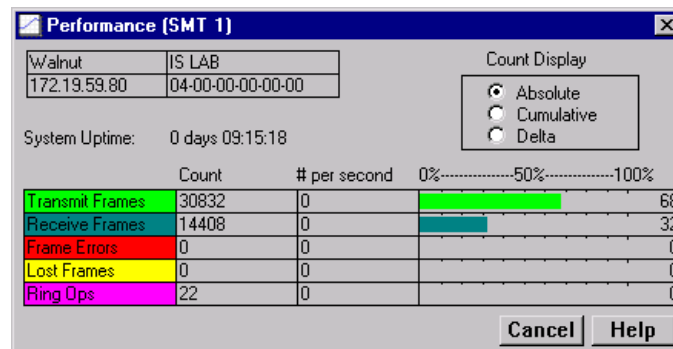 Performance (SMT 1)
Walnut IS LAB
172.19.59.80 04-00-00-00-00-00
Count Display
Absolute
Cumulative
Delta
System Uptime: 0 days 09:15:18
Count # per second 0%---------------50%--------------100%
Transmit Frames 30832 0 68
Receive Frames 14408 0 32
Frame Errors 0 0 0
Lost Frames 0 0 0
Ring Ops 22 0 0
Cancel Help